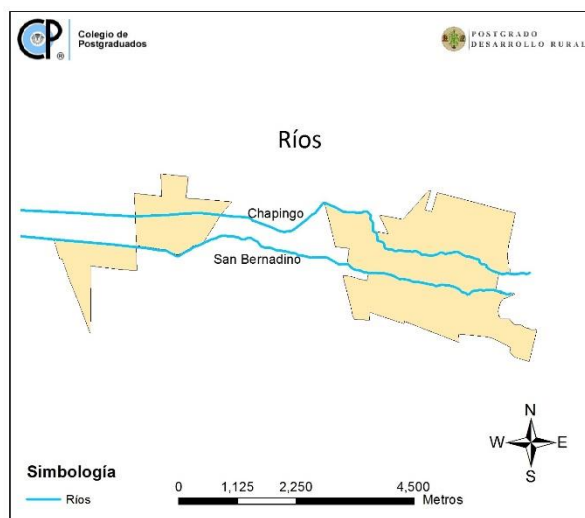 CP
®
Colegio de
Postgraduados
POSTGRADO
DESARROLLO RURAL
Ríos
Chapingo
San Bernadino
N
W E
S
Simbología
Ríos
0 1,125 2,250 4,500
Metros